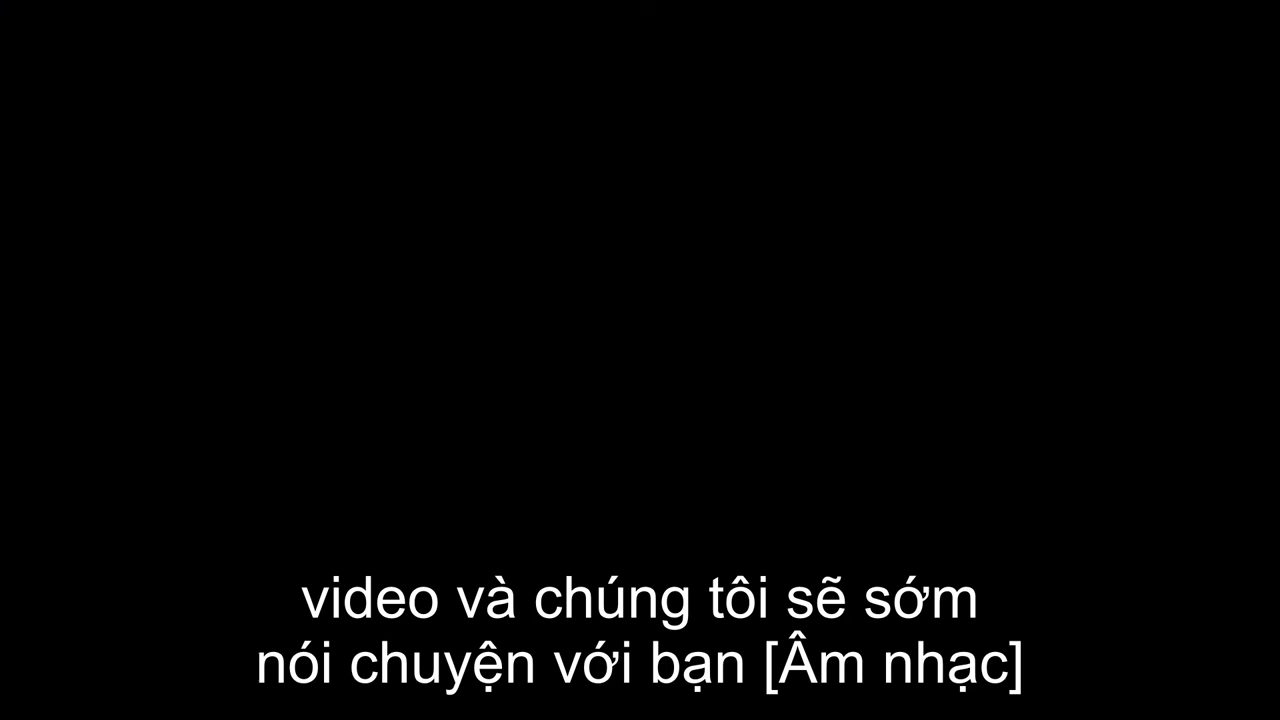 video và chúng tôi sẽ sớm
nói chuyện với bạn [Âm nhạc]